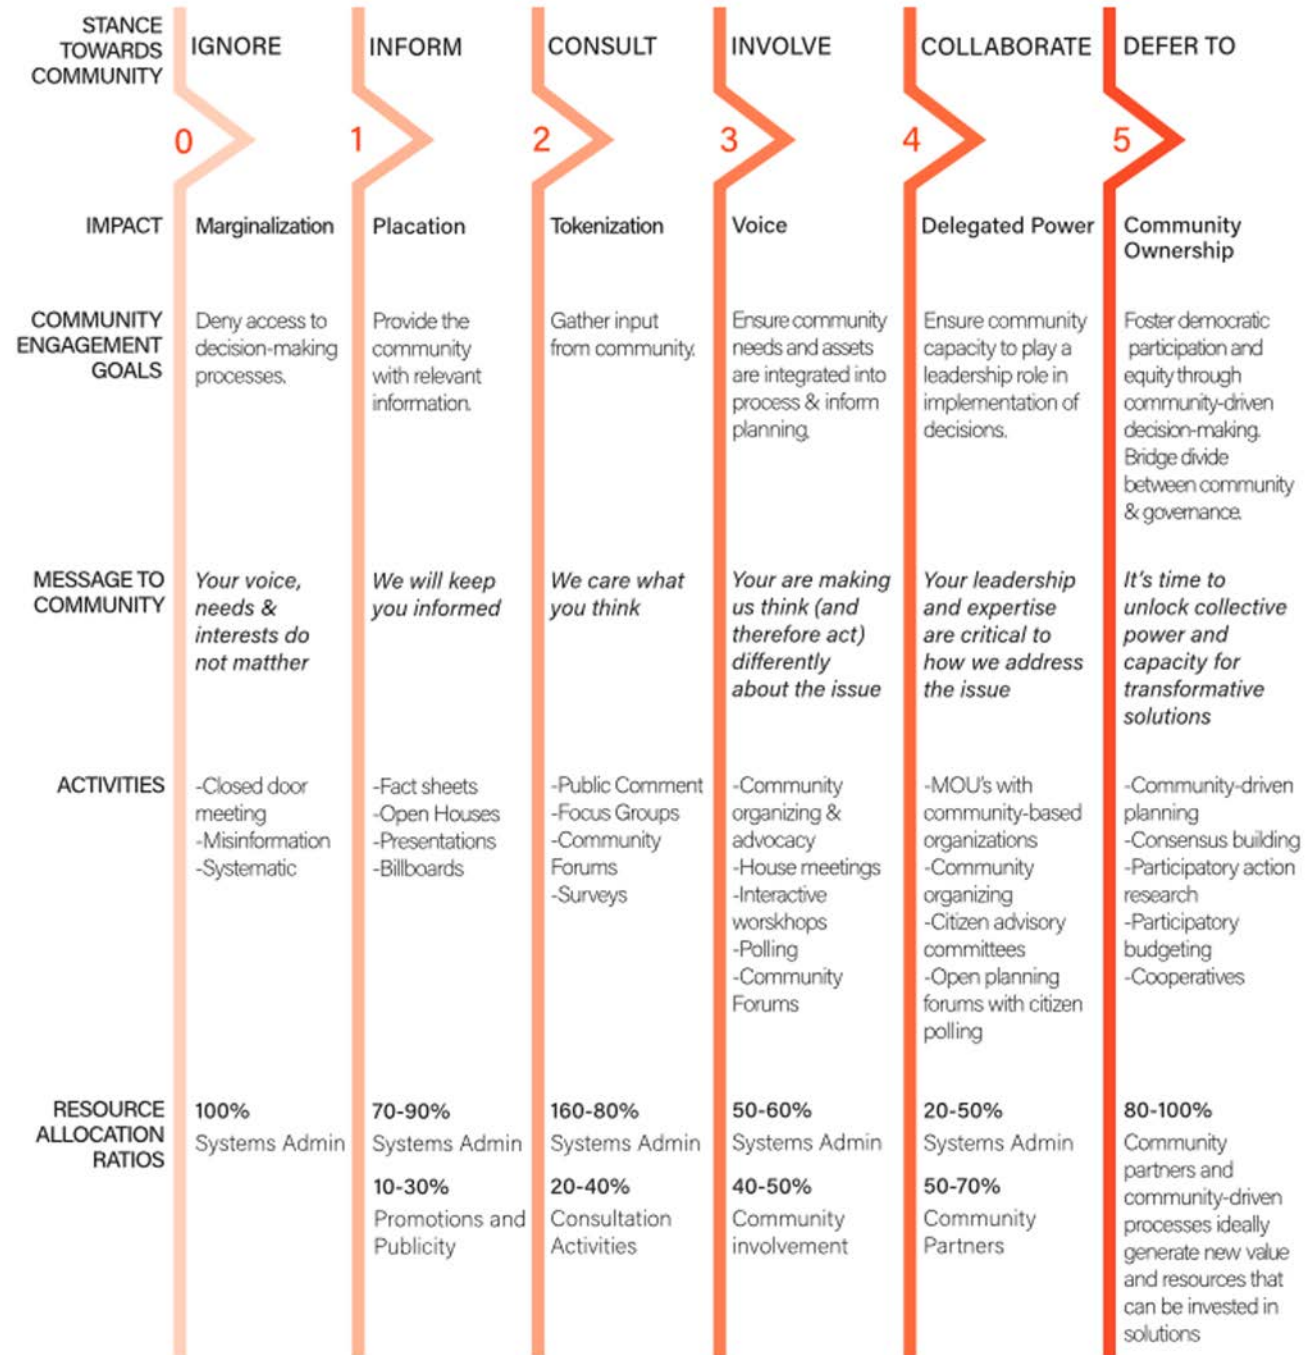 STANCE
TOWARDS
COMMUNITY
IGNORE
INFORM
CONSULT
INVOLVE
COLLABORATE
DEFER TO
0
1
2
3
4
5
IMPACT
Marginalization
Placation
Tokenization
Voice
Delegated Power
Community
Ownership
COMMUNITY
ENGAGEMENT
GOALS
Deny access to
decision-making
processes.
Provide the
community
with relevant
information.
Gather input
from community.
Ensure community
needs and assets
are integrated into
process & inform
planning.
Ensure community
capacity to play a
leadership role in
implementation of
decisions.
Foster democratic
participation and
equity through
community-driven
decision-making.
Bridge divide
between community
& governance.
MESSAGE TO
COMMUNITY
Your voice,
needs &
interests do
not matther
We will keep
you informed
We care what
you think
Your are making
us think (and
therefore act)
differently
about the issue
Your leadership
and expertise
are critical to
how we address
the issue
It's time to
unlock collective
power and
capacity for
transformative
solutions
ACTIVITIES
-Closed door
meeting
-Misinformation
-Systematic
-Fact sheets
-Open Houses
-Presentations
-Billboards
-Public Comment
-Focus Groups
-Community
Forums
-Surveys
-Community
organizing &
advocacy
-House meetings
-Interactive
worskhops
-Polling
-Community
Forums
-MOU's with
community-based
organizations
-Community
organizing
-Citizen advisory
committees
-Open planning
forums with citizen
polling
-Community-driven
planning
-Consensus building
-Participatory action
research
-Participatory
budgeting
-Cooperatives
RESOURCE
ALLOCATION
RATIOS
100%
Systems Admin
70-90%
Systems Admin
10-30%
Promotions and
Publicity
160-80%
Systems Admin
20-40%
Consultation
Activities
50-60%
Systems Admin
40-50%
Community
involvement
20-50%
Systems Admin
50-70%
Community
Partners
80-100%
Community
partners and
community-driven
processes ideally
generate new value
and resources that
can be invested in
solutions